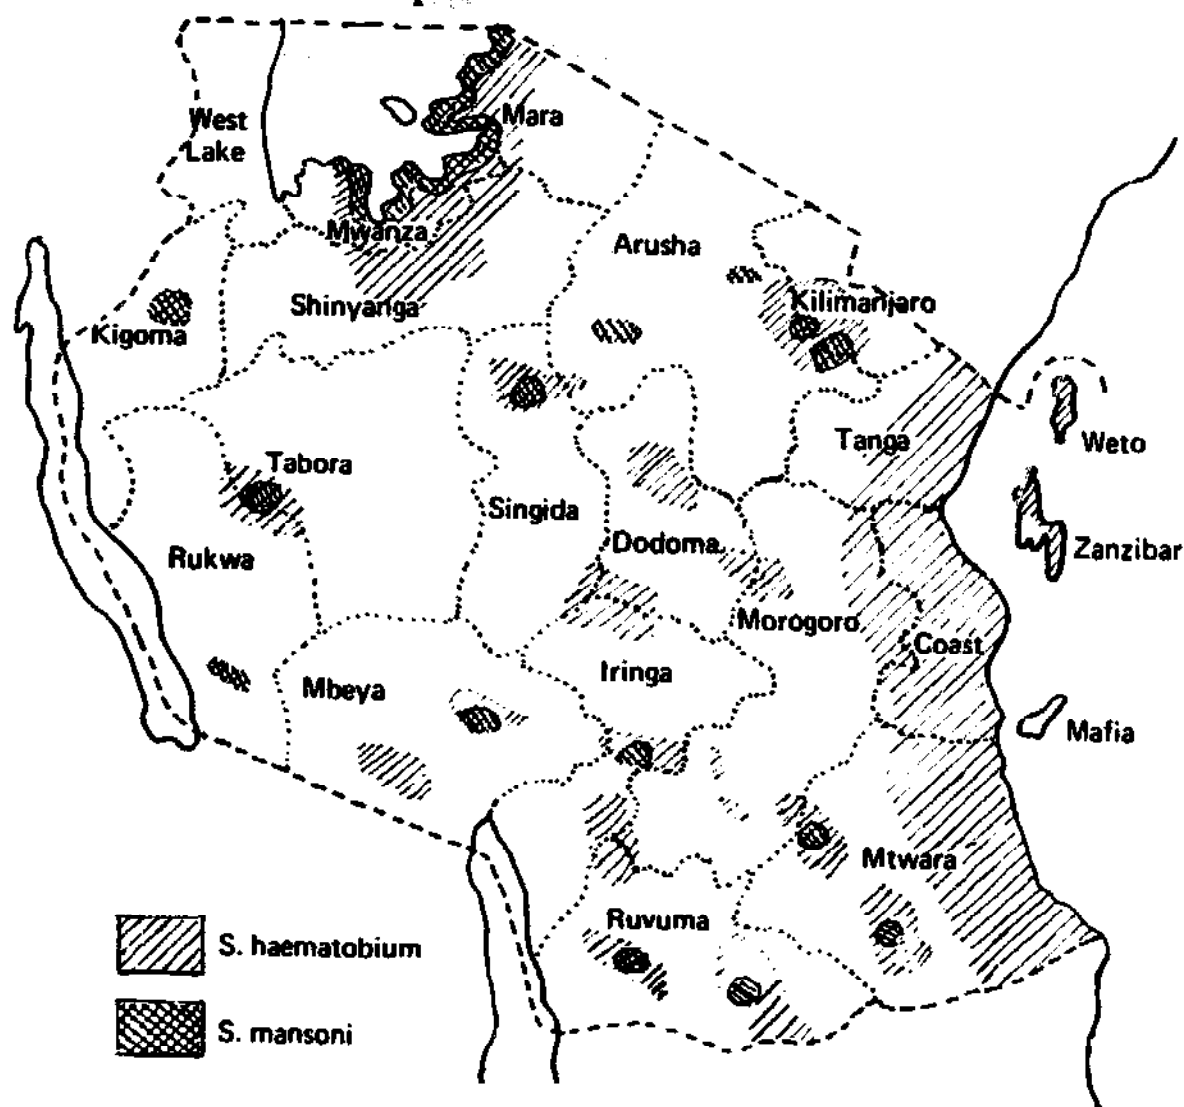 West
Lake
Mara
Mwanza
Arusha
Kilimanjaro
Shinyanga
Kigoma
Tabora
Tanga
Weto
Singida
Dodoma
Zanzibar
Rukwa
Morogoro
Coast
Iringa
Mbeya
Mafia
Mtwara
Ruvuma
S. haematobium
S. mansoni